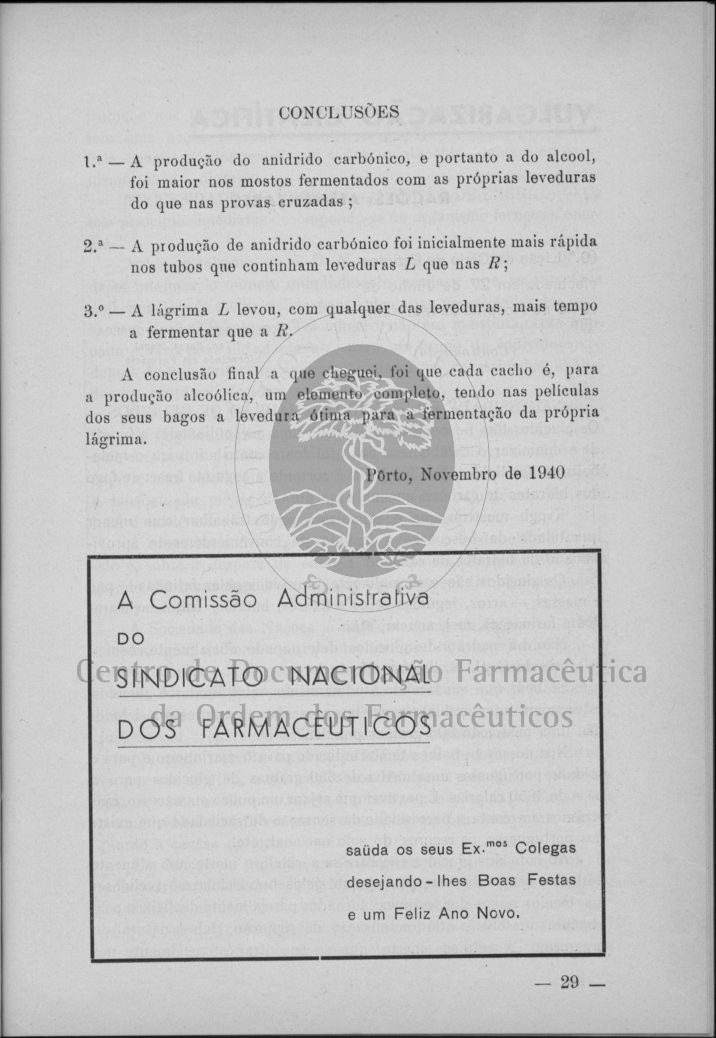 CONCLUSÕES
1.ª — A produção do anidrido carbónico, e portanto a do alcool,
foi maior nos mostos fermentados com as próprias leveduras
do que nas provas cruzadas ;
2.ª — A produção de anidrido carbónico foi inicialmente mais rápida
nos tubos que continham leveduras L que nas R ;
3.º — A lágrima L levou, com qualquer das leveduras, mais tempo
a fermentar que a R.
A conclusão final a que cheguei, foi que cada cacho é, para
a produção alcoólica, um elemento completo, tendo nas películas
dos seus bagos a levedura ótima para a fermentação da própria
lágrima.
Pôrto, Novembro de 1940
A Comissão Administrativa
DO
SINDICATO NACIONAL
DOS FARMACEUTICOS
Centro de Documentação Farmacêutica
da Ordem dos Farmacêuticos
saúda os seus Ex.mos Colegas
desejando-lhes Boas Festas
e um Feliz Ano Novo.
— 29 —